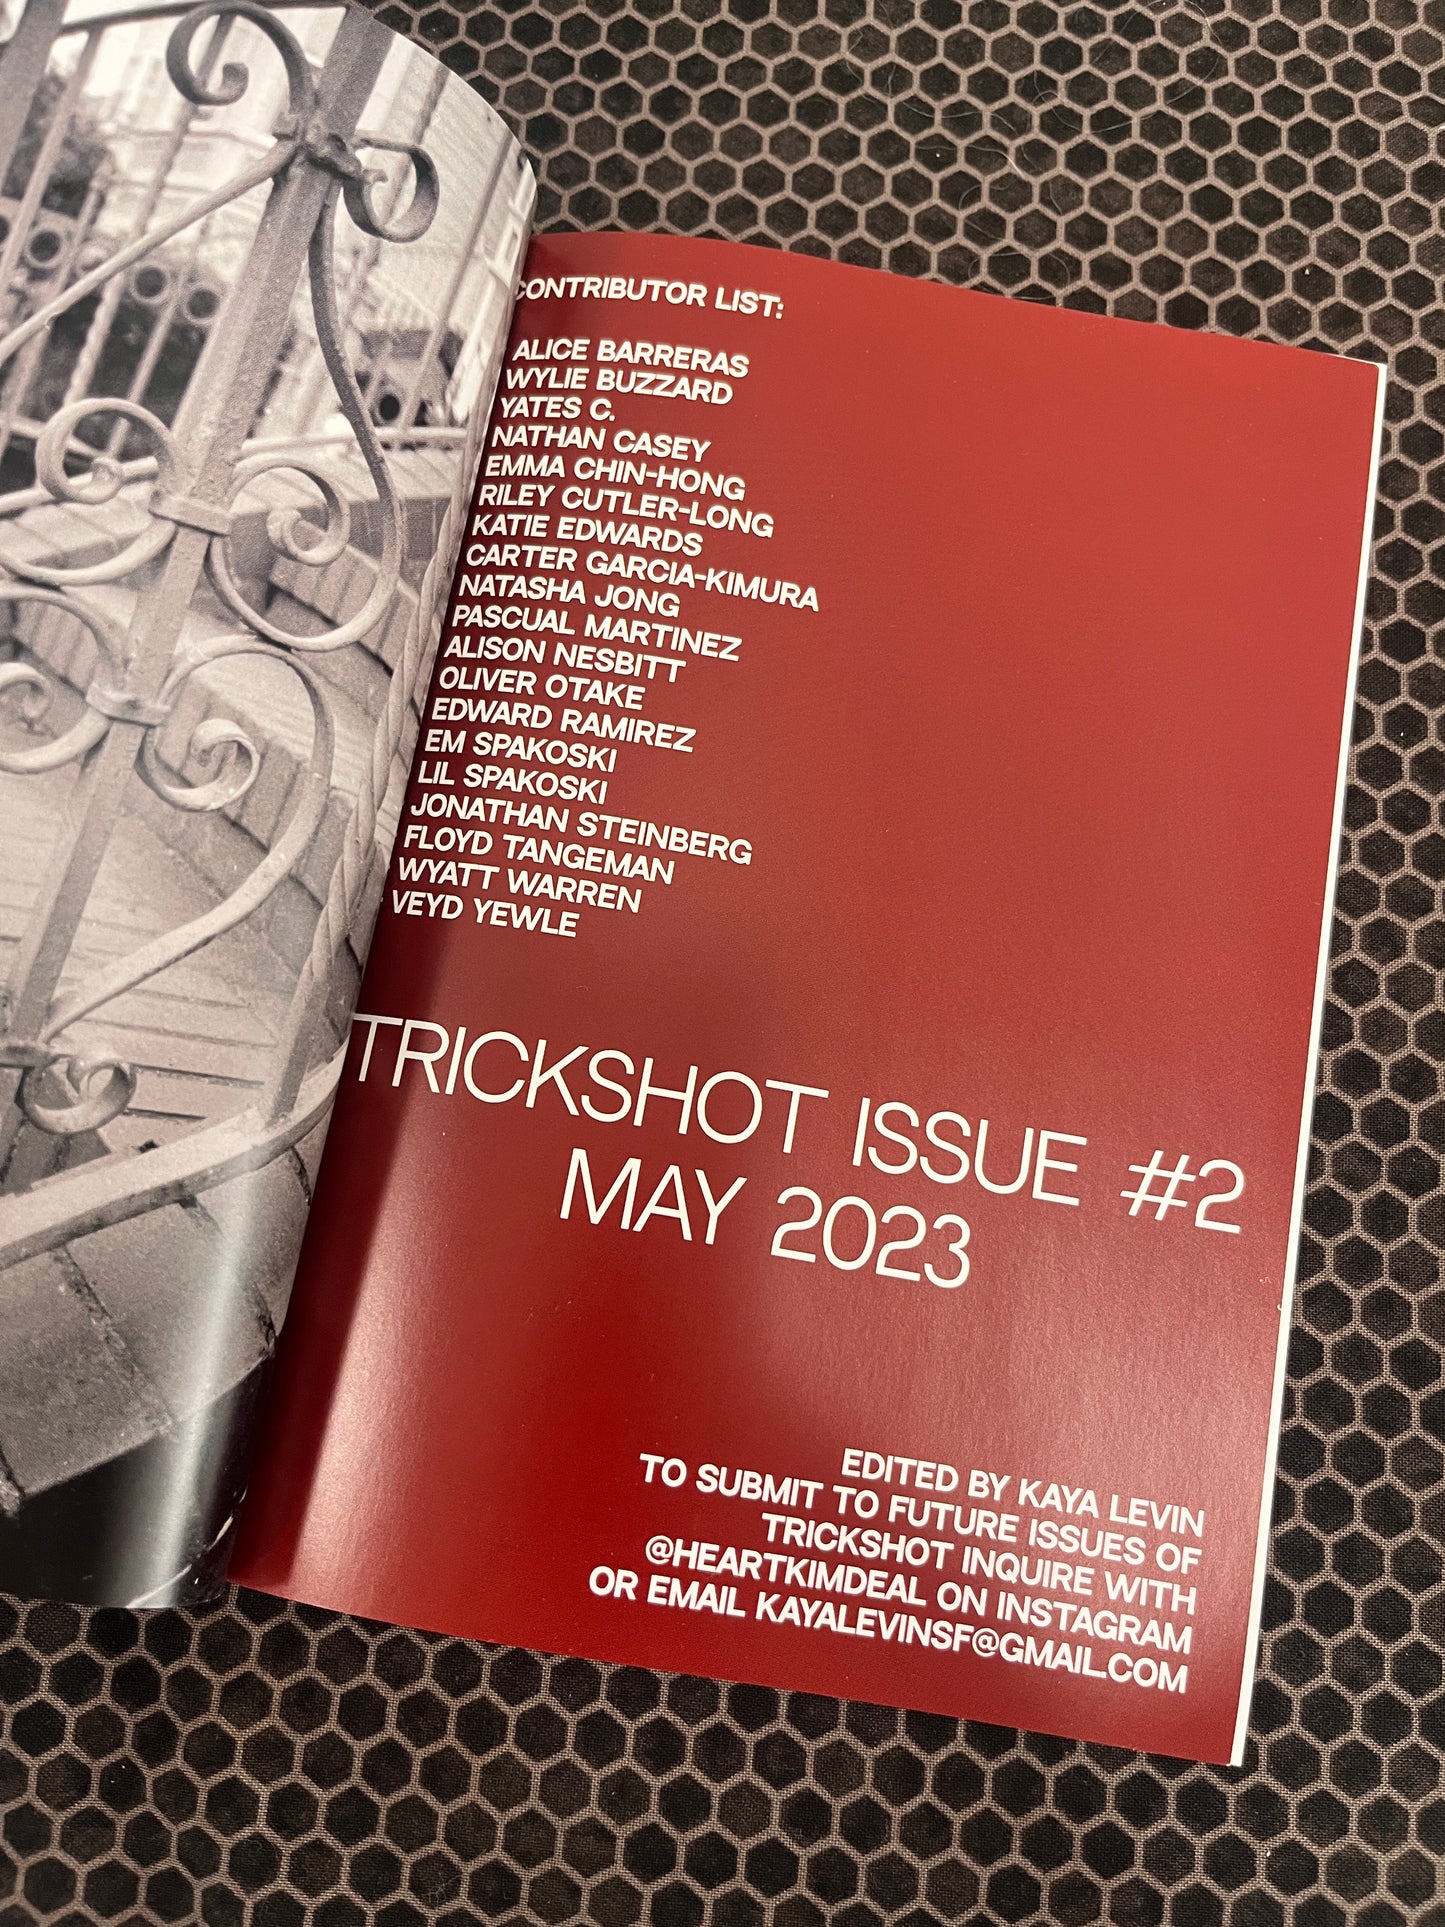 CONTRIBUTOR LIST:
ALICE BARRERAS
WYLIE BUZZARD
YATES C.
NATHAN CASEY
EMMA CHIN-HONG
RILEY CUTLER-LONG
KATIE EDWARDS
CARTER GARCIA-KIMURA
NATASHA JONG
PASCUAL MARTINEZ
ALISON NESBITT
OLIVER OTAKE
EDWARD RAMIREZ
EM SPAKOSKI
LIL SPAKOSKI
JONATHAN STEINBERG
FLOYD TANGEMAN
WYATT WARREN
VEYD YEWLE
TRICKSHOT ISSUE #2
MAY 2023
EDITED BY KAYA LEVIN
TO SUBMIT TO FUTURE ISSUES OF
TRICKSHOT INQUIRE WITH
@HEARTKIMDEAL ON INSTAGRAM
OR EMAIL KAYALEVINSF@GMAIL.COM